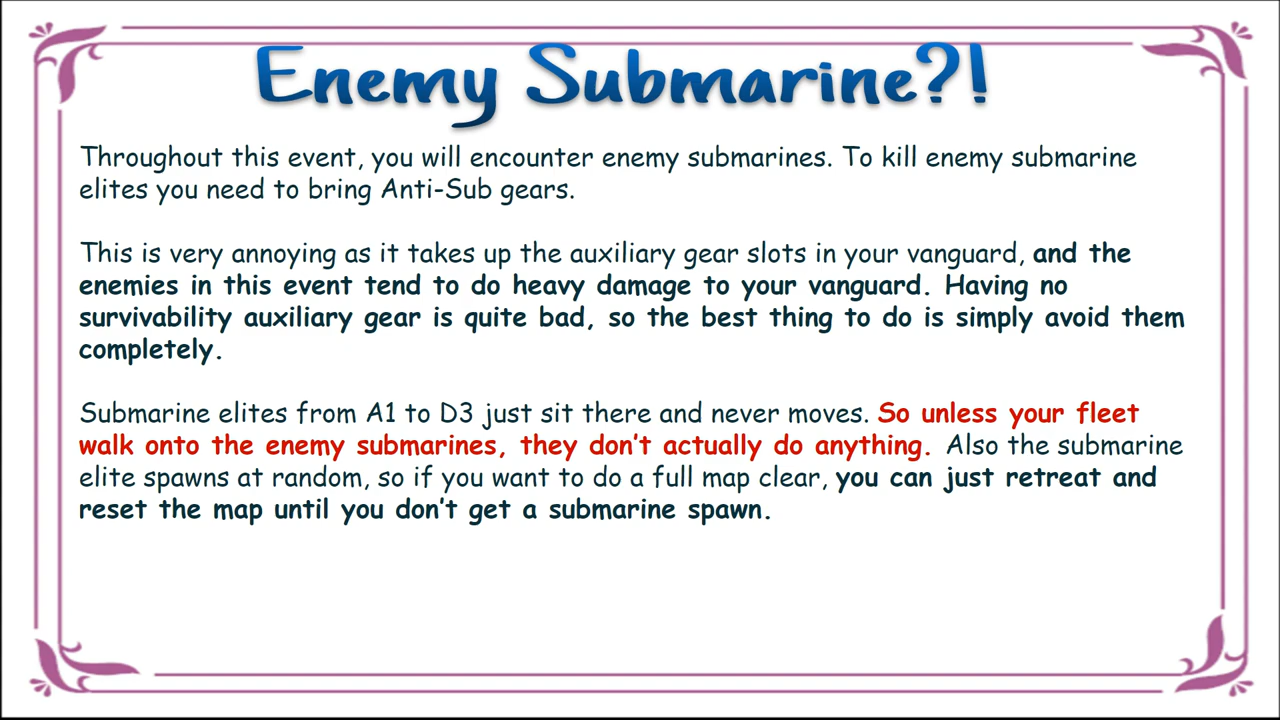 Enemy Submarine?!
Throughout this event, you will encounter enemy submarines. To kill enemy submarine
elites you need to bring Anti-Sub gears.
This is very annoying as it takes up the auxiliary gear slots in your vanguard, and the
enemies in this event tend to do heavy damage to your vanguard. Having no
survivability auxiliary gear is quite bad, so the best thing to do is simply avoid them
completely.
Submarine elites from A1 to D3 just sit there and never moves. So unless your fleet
walk onto the enemy submarines, they don't actually do anything. Also the submarine
elite spawns at random, so if you want to do a full map clear, you can just retreat and
reset the map until you don't get a submarine spawn.